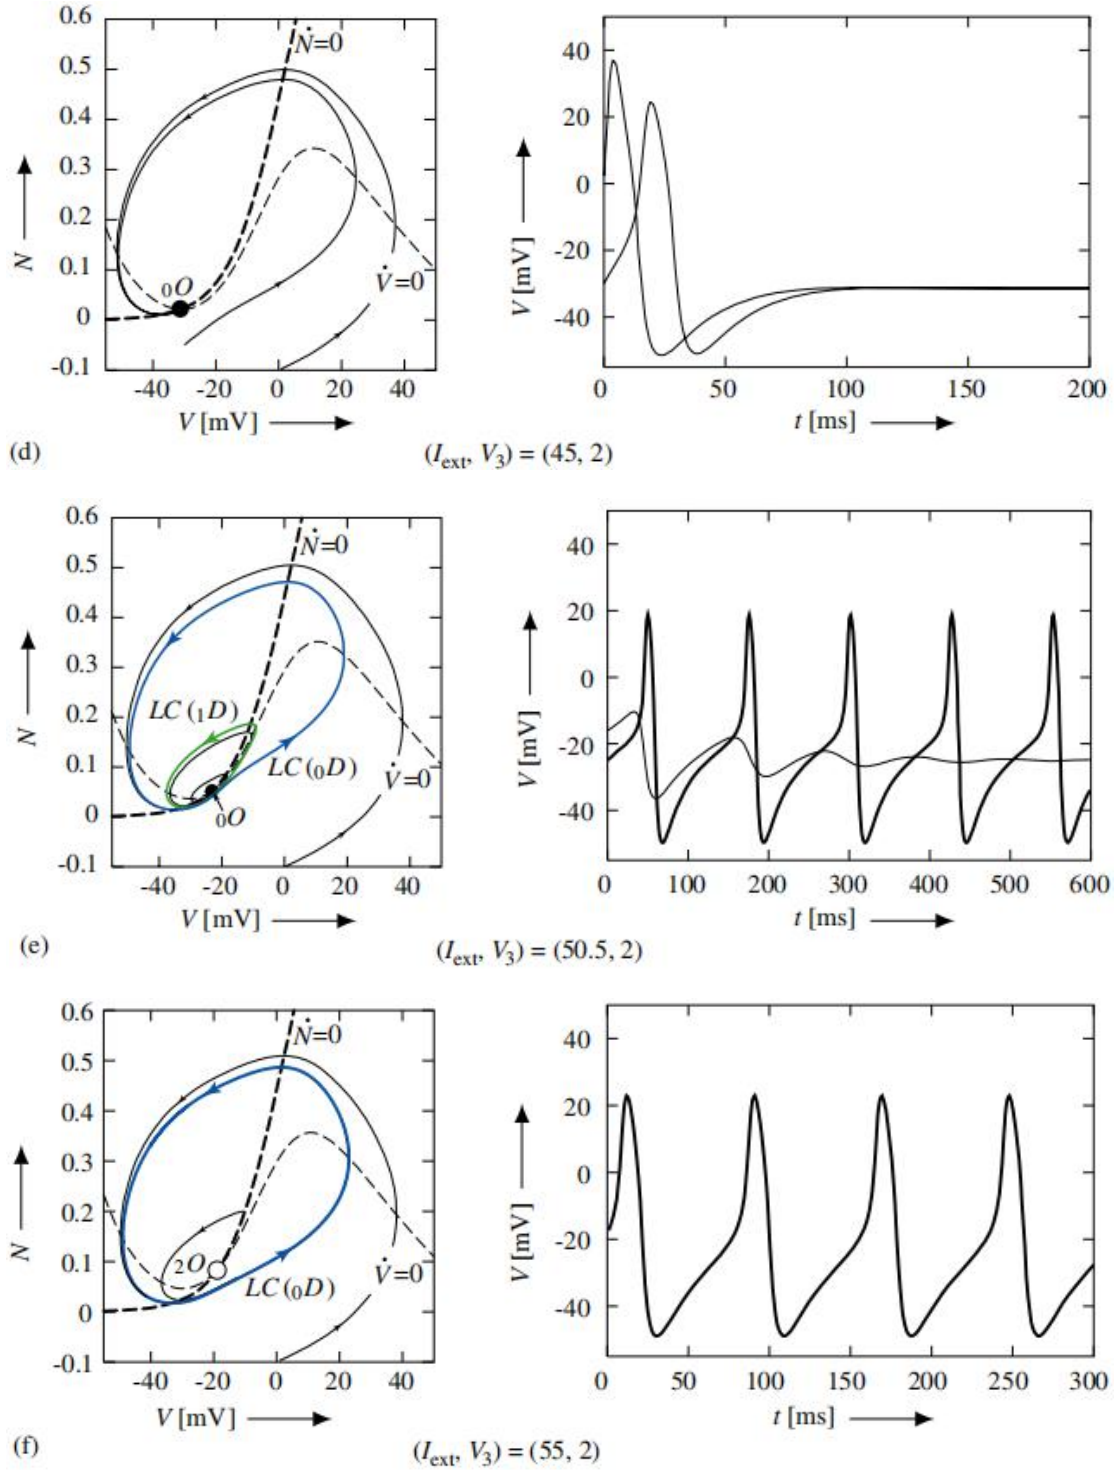 0.6
0.5
0.4
0.3
0.2
0.1
0
-0.1
N
Ṅ=0
₀O
V̇=0
-40 -20 0 20 40
V [mV]
40
20
0
-20
-40
V [mV]
0 50 100 150 200
t [ms]
(d)
(I_ext, V₃) = (45, 2)
0.6
0.5
0.4
0.3
0.2
0.1
0
-0.1
N
Ṅ=0
LC (₁D)
LC (₀D)
₀O
V̇=0
-40 -20 0 20 40
V [mV]
40
20
0
-20
-40
V [mV]
0 100 200 300 400 500 600
t [ms]
(e)
(I_ext, V₃) = (50.5, 2)
0.6
0.5
0.4
0.3
0.2
0.1
0
-0.1
N
Ṅ=0
₂O
LC (₀D)
V̇=0
-40 -20 0 20 40
V [mV]
40
20
0
-20
-40
V [mV]
0 50 100 150 200 250 300
t [ms]
(f)
(I_ext, V₃) = (55, 2)